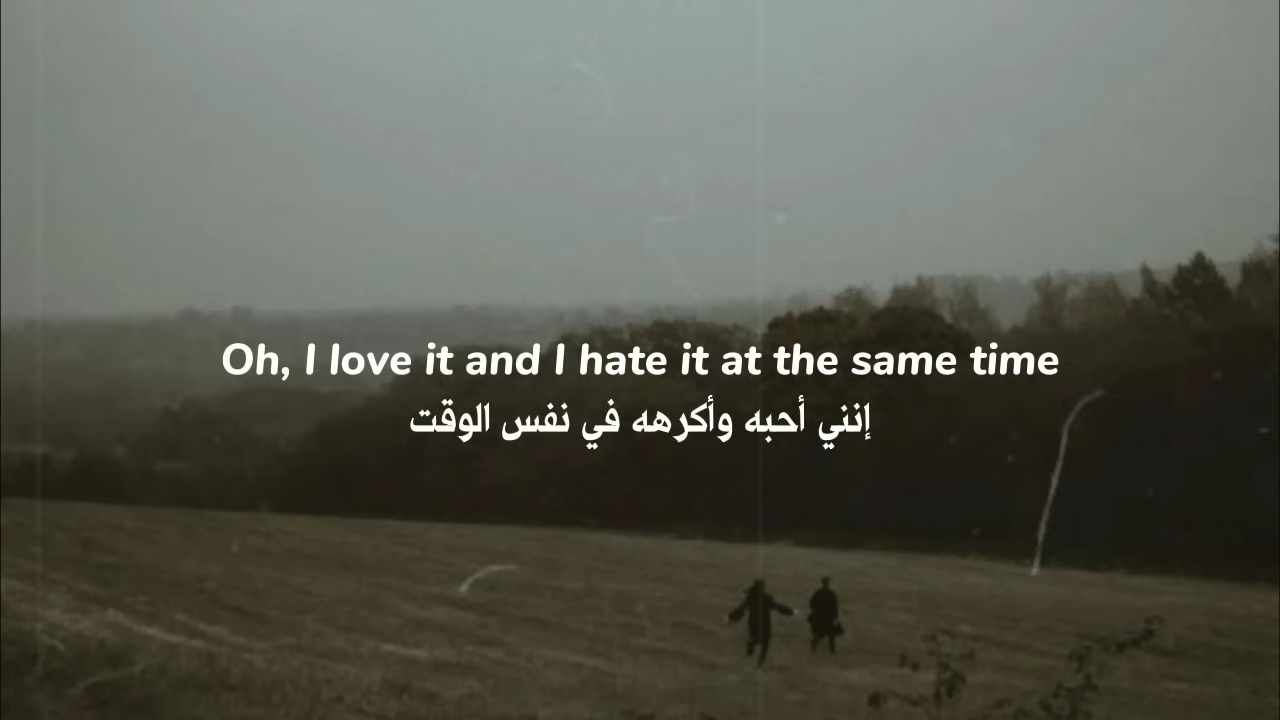 Oh, I love it and I hate it at the same time
إنني أحبه وأكرهه في نفس الوقت